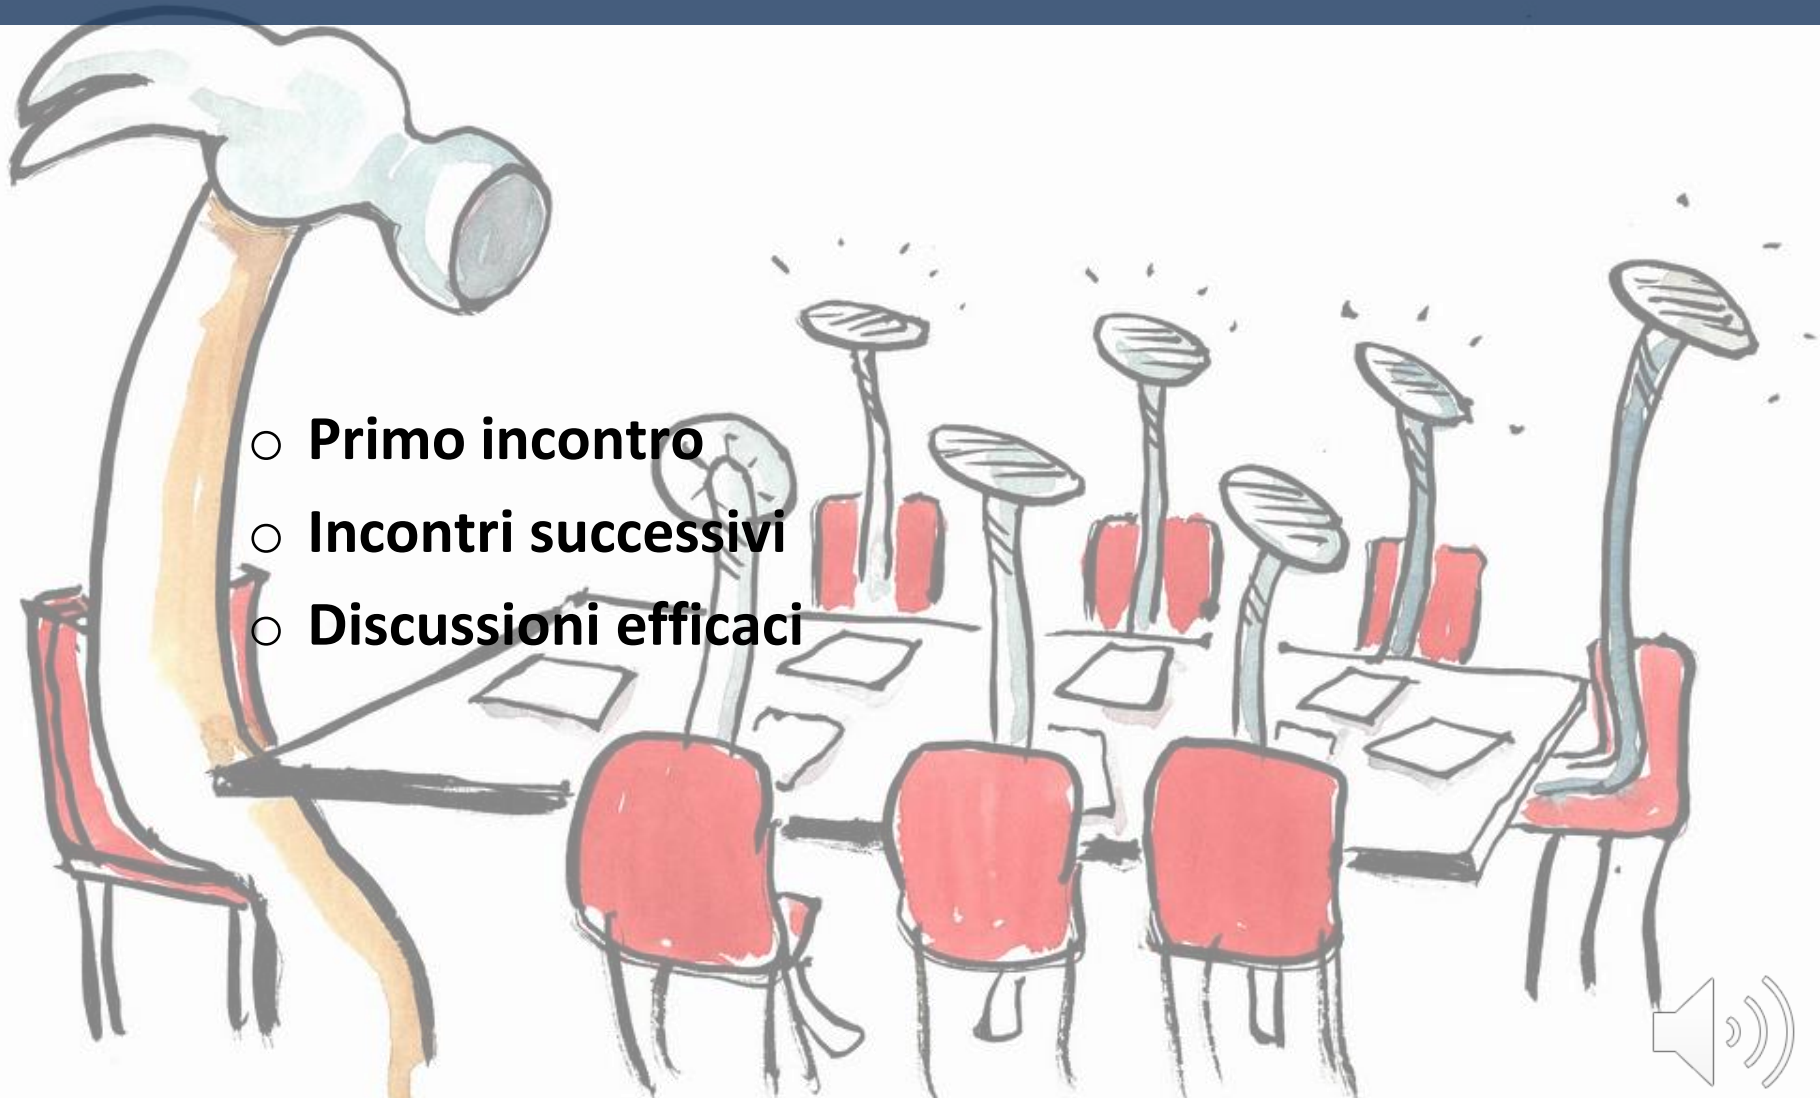 ○ Primo incontro
○ Incontri successivi
○ Discussioni efficaci